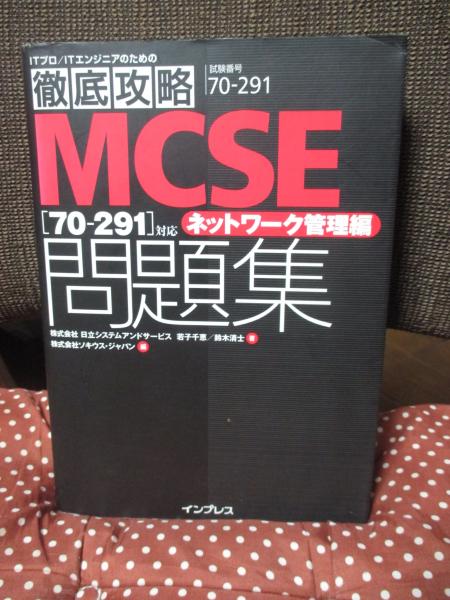 ITプロ/ITエンジニアのための
徹底攻略
試験番号
70-291
MCSE
[70-291]対応 ネットワーク管理編
問題集
株式会社 日立システムアンドサービス 若子千恵/鈴木清士 著
株式会社ソキウス・ジャパン 編
インプレス